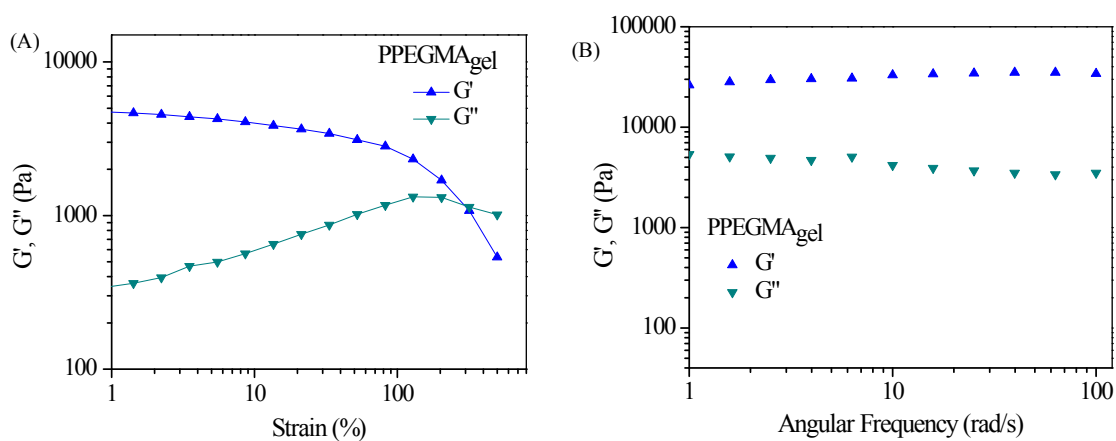 (A)
10000
1000
100
G', G'' (Pa)
PPEGMAgel
G'
G''
1
10
100
Strain (%)
(B)
100000
10000
1000
100
G', G'' (Pa)
PPEGMAgel
G'
G''
1
10
100
Angular Frequency (rad/s)